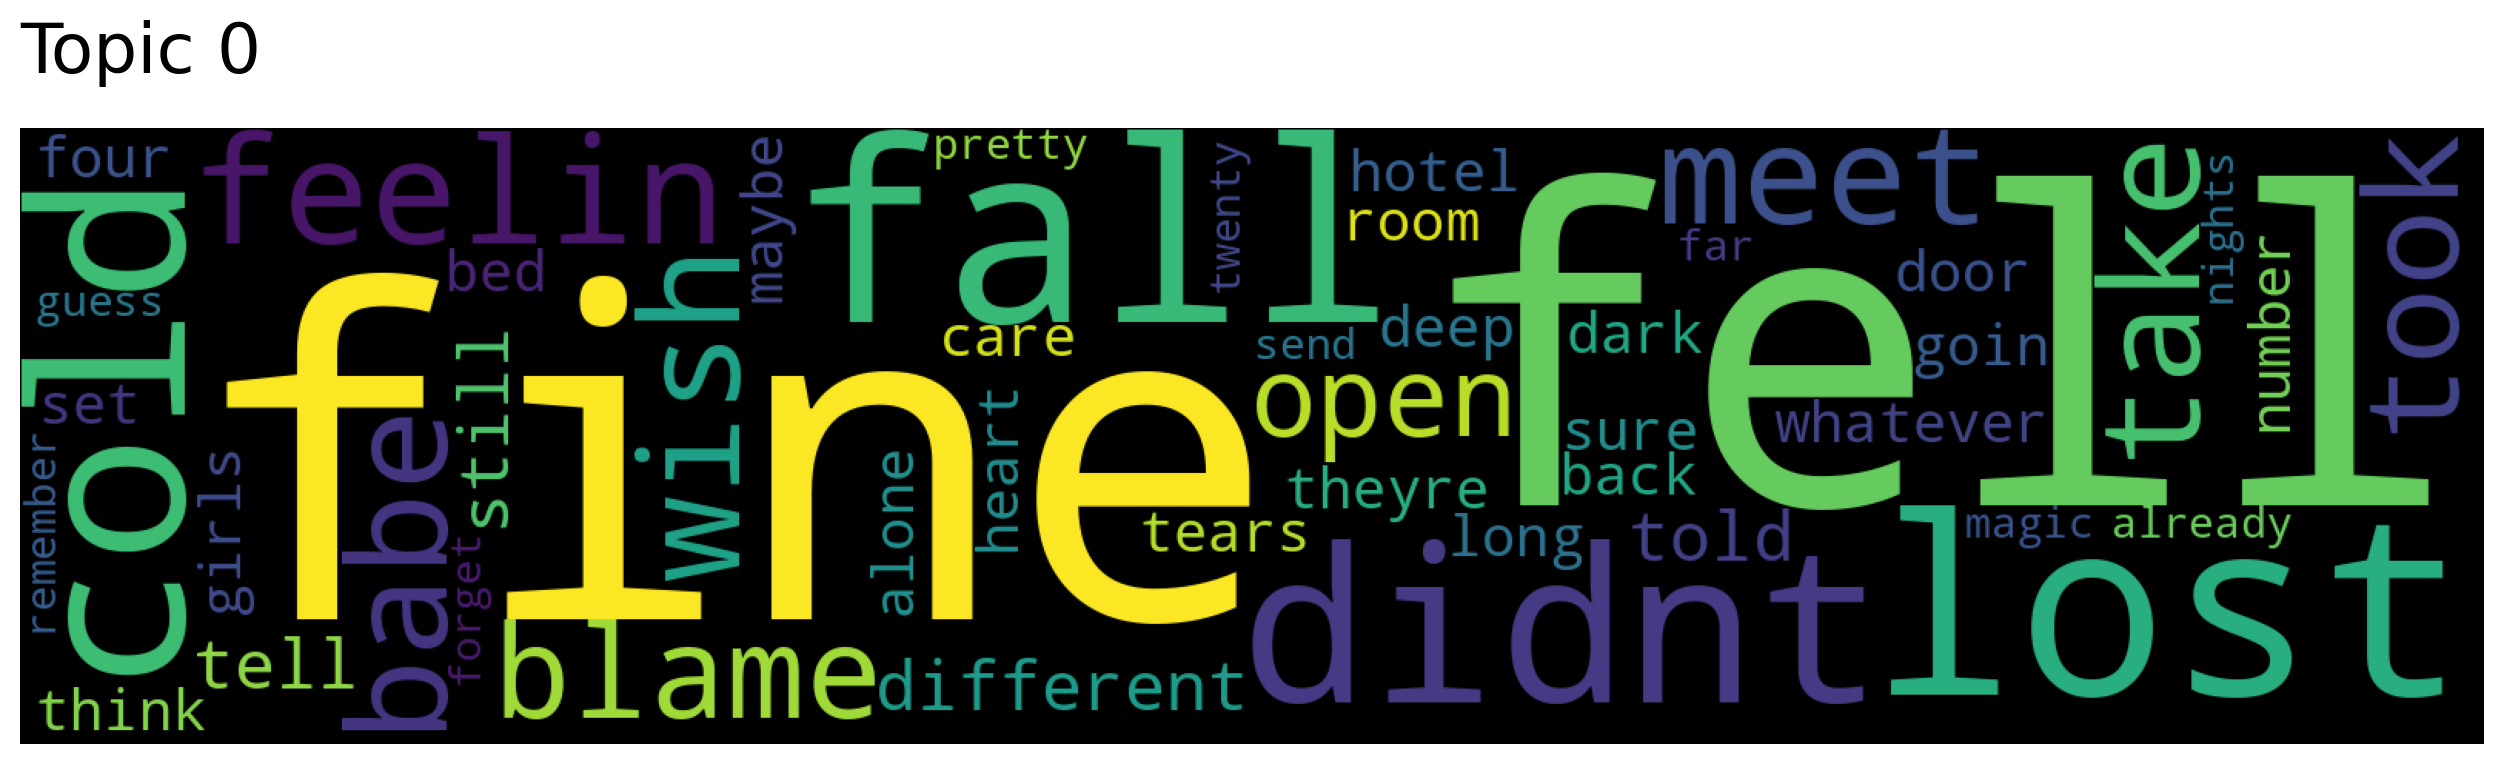 Topic 0
four
feelin
maybe
pretty
fall
twenty
hotel
meet
take
nights
took
cold
bed
room
far
door
number
guess
fine
wish
care
send
deep
dark
fell
goin
set
still
babe
heart
open
sure
whatever
remember
girls
alone
tears
theyre
back
long
told
magic
already
forget
tell
blame
different
didnt
lost
think